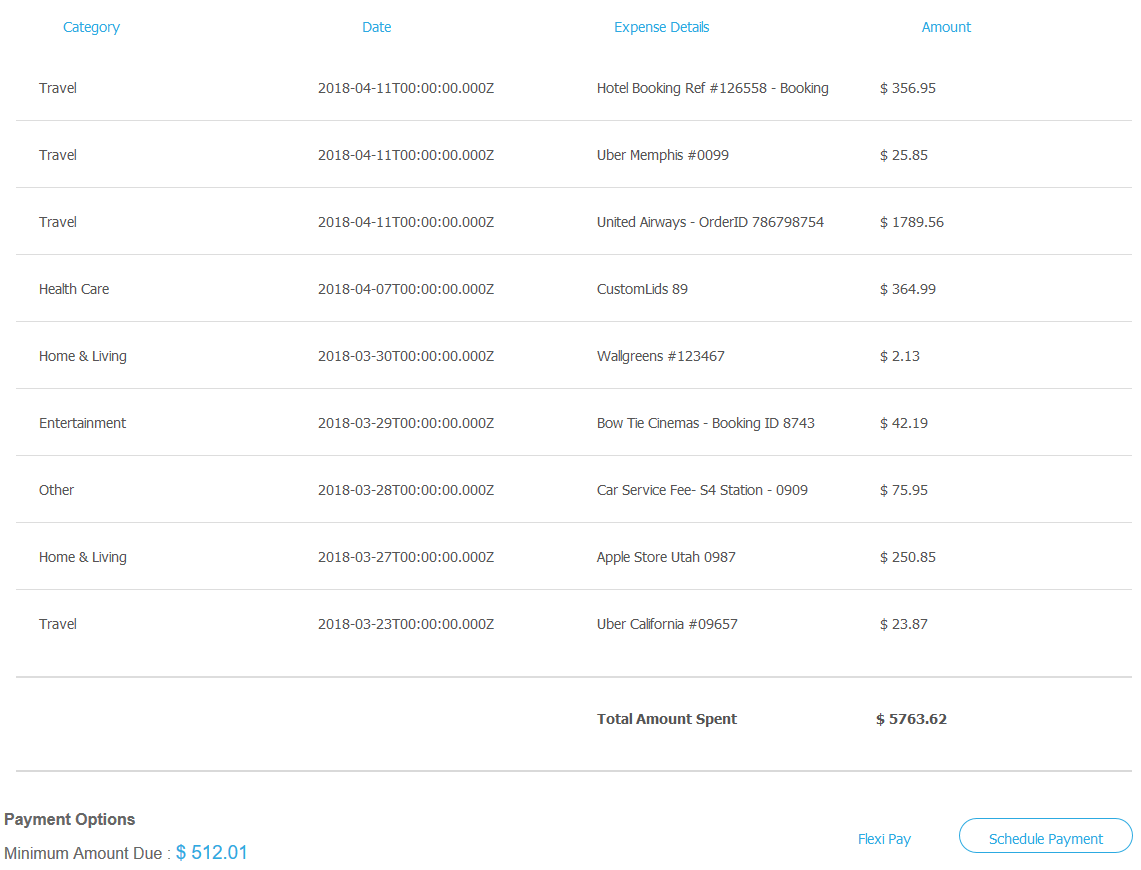 Category Date Expense Details Amount
Travel 2018-04-11T00:00:00.000Z Hotel Booking Ref #126558 - Booking $ 356.95
Travel 2018-04-11T00:00:00.000Z Uber Memphis #0099 $ 25.85
Travel 2018-04-11T00:00:00.000Z United Airways - OrderID 786798754 $ 1789.56
Health Care 2018-04-07T00:00:00.000Z CustomLids 89 $ 364.99
Home & Living 2018-03-30T00:00:00.000Z Wallgreens #123467 $ 2.13
Entertainment 2018-03-29T00:00:00.000Z Bow Tie Cinemas - Booking ID 8743 $ 42.19
Other 2018-03-28T00:00:00.000Z Car Service Fee- S4 Station - 0909 $ 75.95
Home & Living 2018-03-27T00:00:00.000Z Apple Store Utah 0987 $ 250.85
Travel 2018-03-23T00:00:00.000Z Uber California #09657 $ 23.87
Total Amount Spent $ 5763.62
Payment Options
Flexi Pay Schedule Payment
Minimum Amount Due : $ 512.01